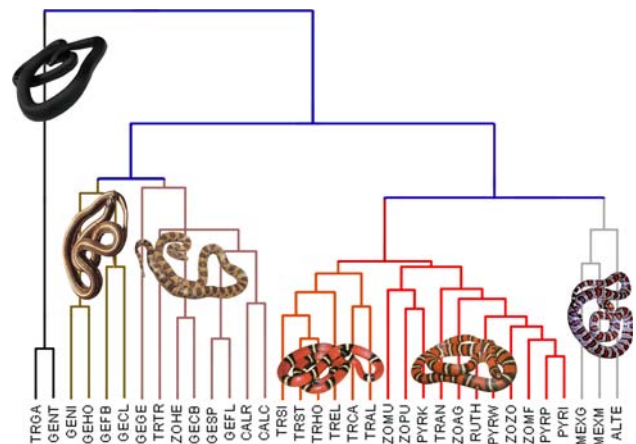 TRGA
GENT
GENI
GEHO
GEFB
GECL
GEGE
TRTR
ZOHE
GECB
GESP
GEFL
CALR
CALC
TRSI
TRST
TRHO
TREL
TRCA
TRAL
ZOMU
ZOPU
PYRK
TRAN
OOAG
RUTH
PYRW
ZOZO
ZOMF
PYRP
PYRI
MEXG
MEXM
ALTE